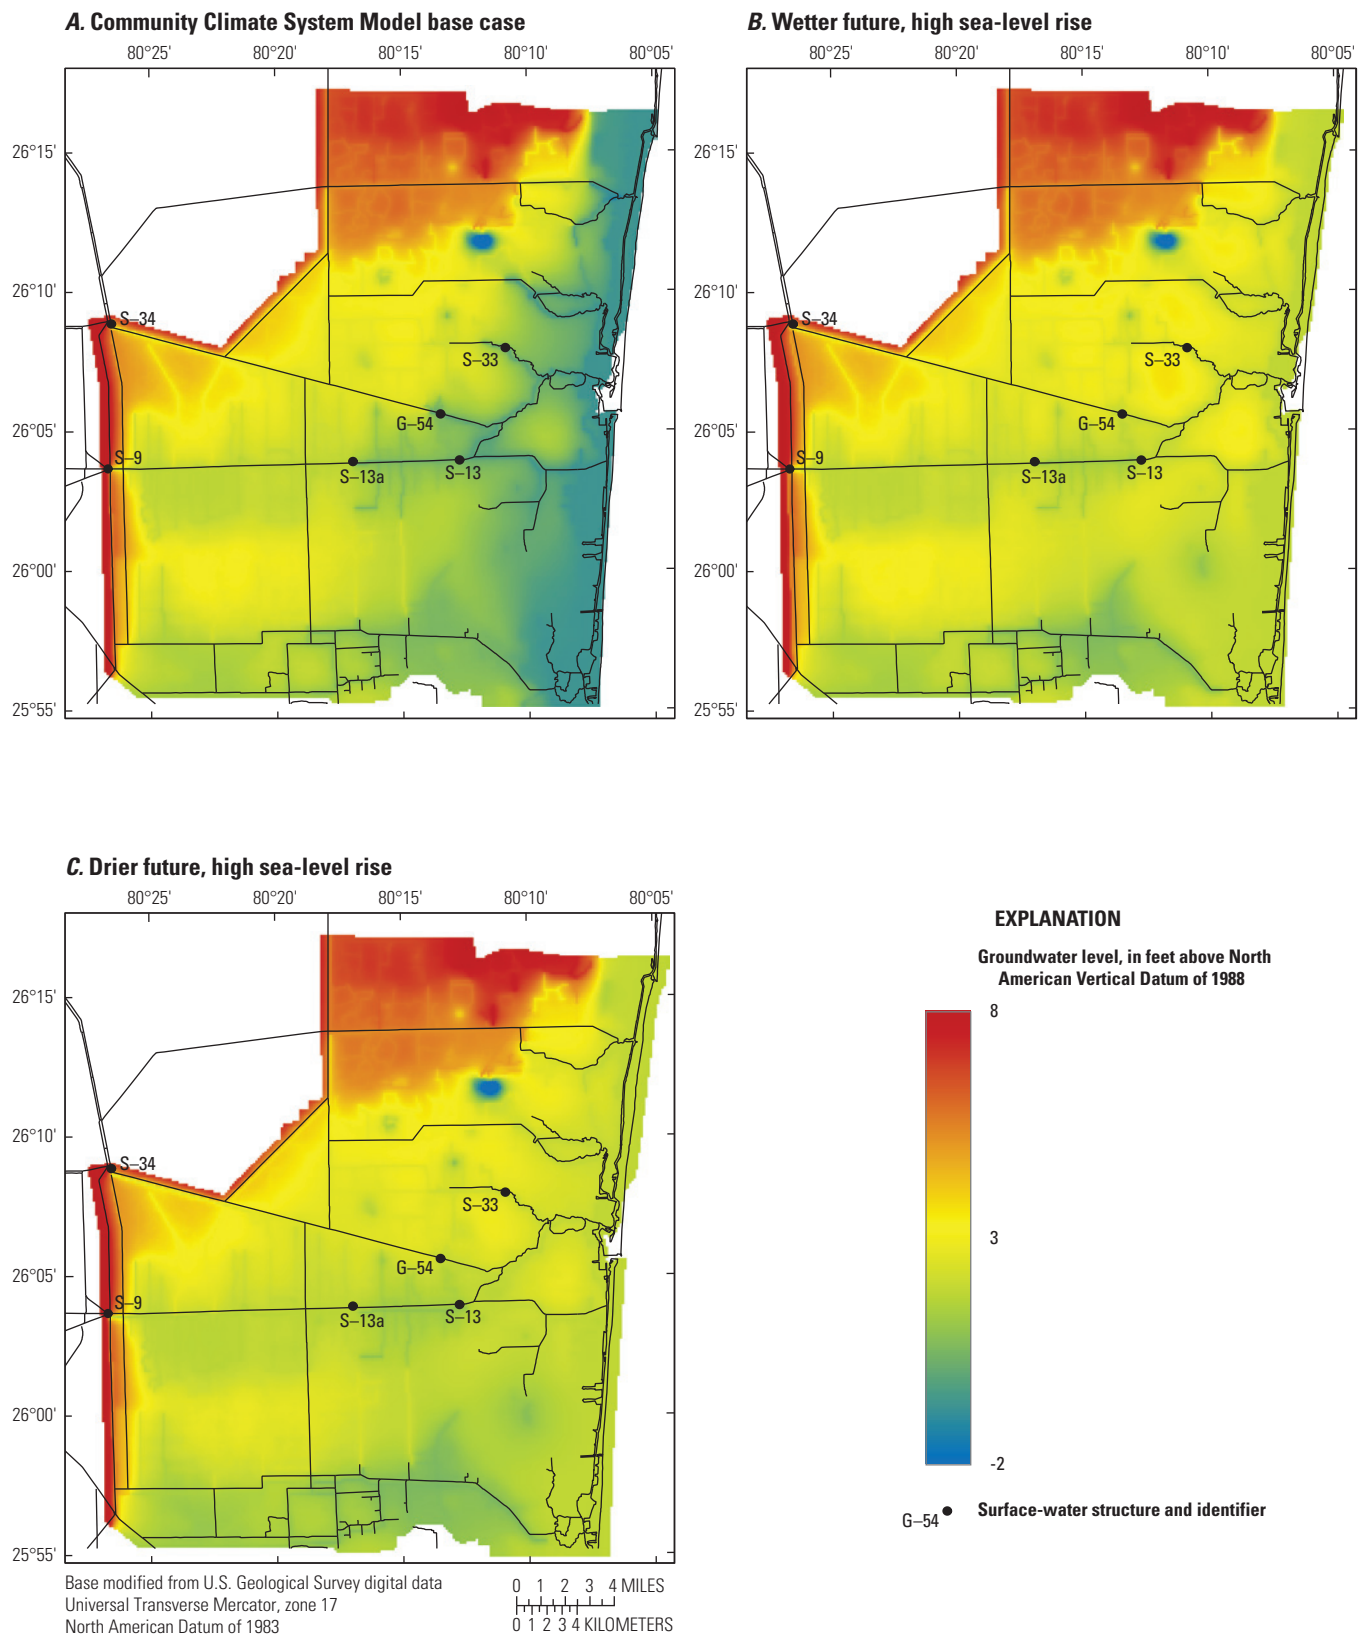 A. Community Climate System Model base case
80°25' 80°20' 80°15' 80°10' 80°05'
26°15'
26°10'
26°05'
26°00'
25°55'
S–34
S–33
G–54
S–9
S–13a
S–13
B. Wetter future, high sea-level rise
80°25' 80°20' 80°15' 80°10' 80°05'
26°15'
26°10'
26°05'
26°00'
25°55'
S–34
S–33
G–54
S–9
S–13a
S–13
C. Drier future, high sea-level rise
80°25' 80°20' 80°15' 80°10' 80°05'
26°15'
26°10'
26°05'
26°00'
25°55'
S–34
S–33
G–54
S–9
S–13a
S–13
Base modified from U.S. Geological Survey digital data
Universal Transverse Mercator, zone 17
North American Datum of 1983
0 1 2 3 4 MILES
0 1 2 3 4 KILOMETERS
EXPLANATION
Groundwater level, in feet above North
American Vertical Datum of 1988
8
3
-2
G–54 Surface-water structure and identifier